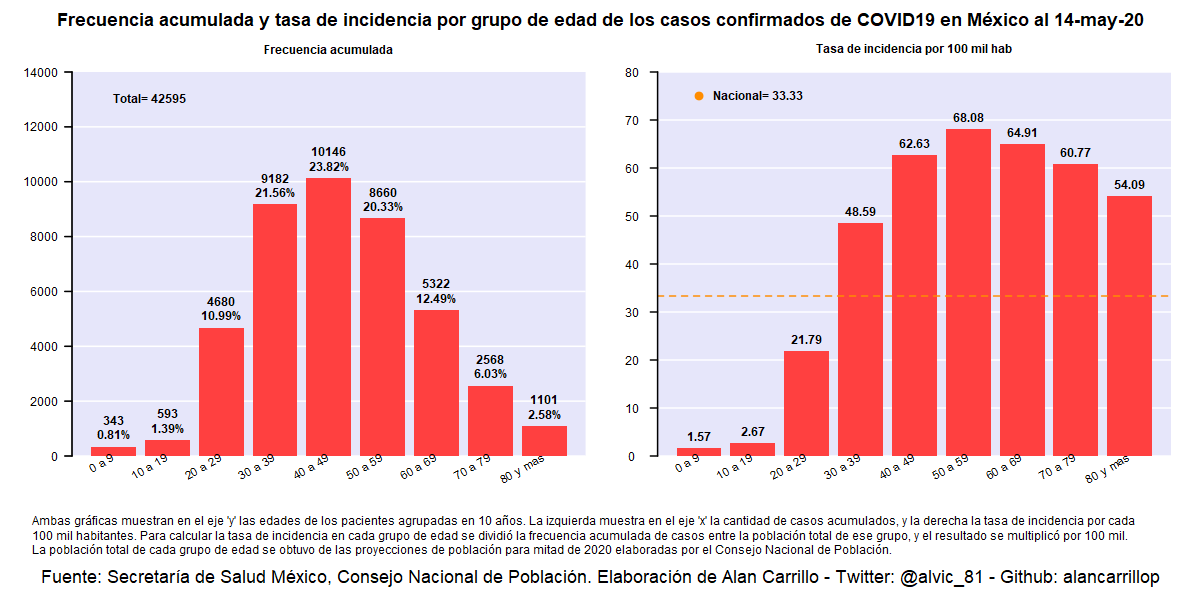 Frecuencia acumulada y tasa de incidencia por grupo de edad de los casos confirmados de COVID19 en México al 14-may-20
Frecuencia acumulada
14000
12000
10000
8000
6000
4000
2000
0
Total= 42595
343
0.81%
593
1.39%
4680
10.99%
9182
21.56%
10146
23.82%
8660
20.33%
5322
12.49%
2568
6.03%
1101
2.58%
0 a 9
10 a 19
20 a 29
30 a 39
40 a 49
50 a 59
60 a 69
70 a 79
80 y mas
Tasa de incidencia por 100 mil hab
80
70
60
50
40
30
20
10
0
Nacional= 33.33
1.57
2.67
21.79
48.59
62.63
68.08
64.91
60.77
54.09
0 a 9
10 a 19
20 a 29
30 a 39
40 a 49
50 a 59
60 a 69
70 a 79
80 y mas
Ambas gráficas muestran en el eje 'y' las edades de los pacientes agrupadas en 10 años. La izquierda muestra en el eje 'x' la cantidad de casos acumulados, y la derecha la tasa de incidencia por cada
100 mil habitantes. Para calcular la tasa de incidencia en cada grupo de edad se dividió la frecuencia acumulada de casos entre la población total de ese grupo, y el resultado se multiplicó por 100 mil.
La población total de cada grupo de edad se obtuvo de las proyecciones de población para mitad de 2020 elaboradas por el Consejo Nacional de Población.
Fuente: Secretaría de Salud México, Consejo Nacional de Población. Elaboración de Alan Carrillo - Twitter: @alvic_81 - Github: alancarrillop